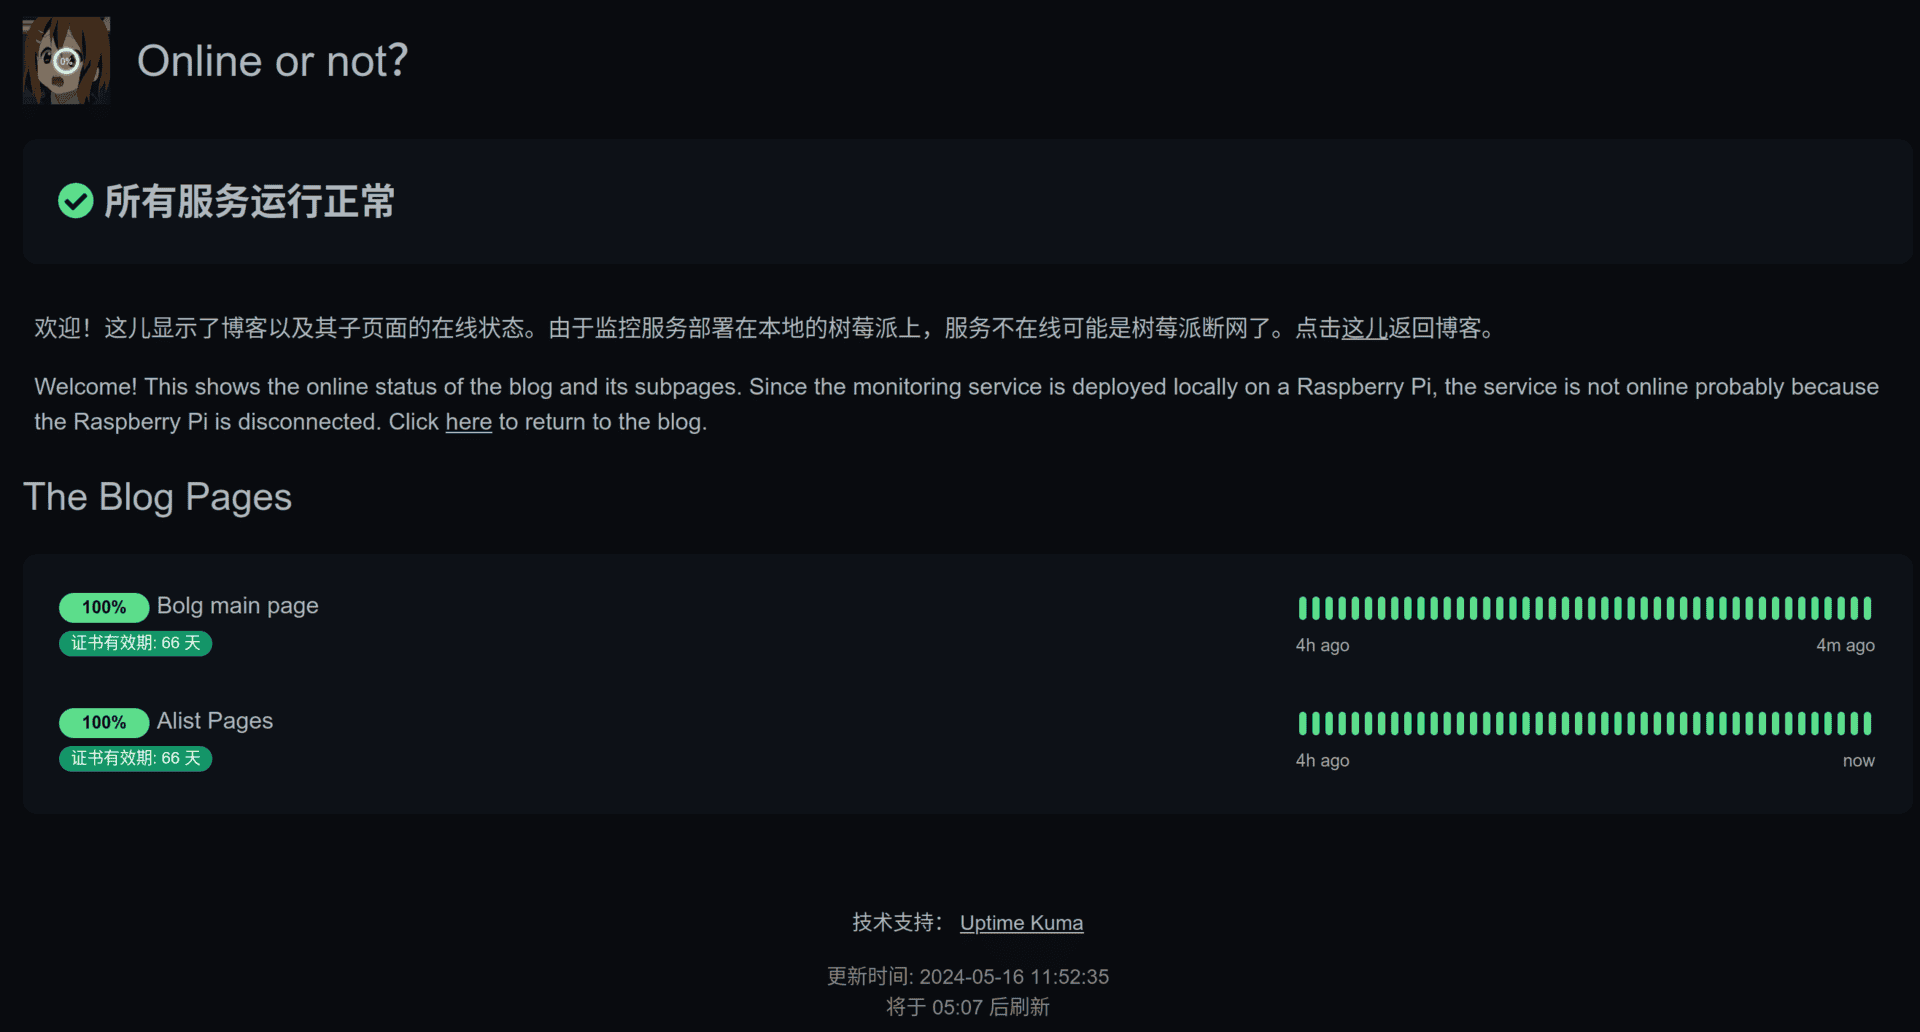 0%
Online or not?
所有服务运行正常
欢迎！这儿显示了博客以及其子页面的在线状态。由于监控服务部署在本地的树莓派上，服务不在线可能是树莓派断网了。点击这儿返回博客。
Welcome! This shows the online status of the blog and its subpages. Since the monitoring service is deployed locally on a Raspberry Pi, the service is not online probably because
the Raspberry Pi is disconnected. Click here to return to the blog.
The Blog Pages
100% Bolg main page
证书有效期: 66 天
4h ago 4m ago
100% Alist Pages
证书有效期: 66 天
4h ago now
技术支持： Uptime Kuma
更新时间: 2024-05-16 11:52:35
将于 05:07 后刷新